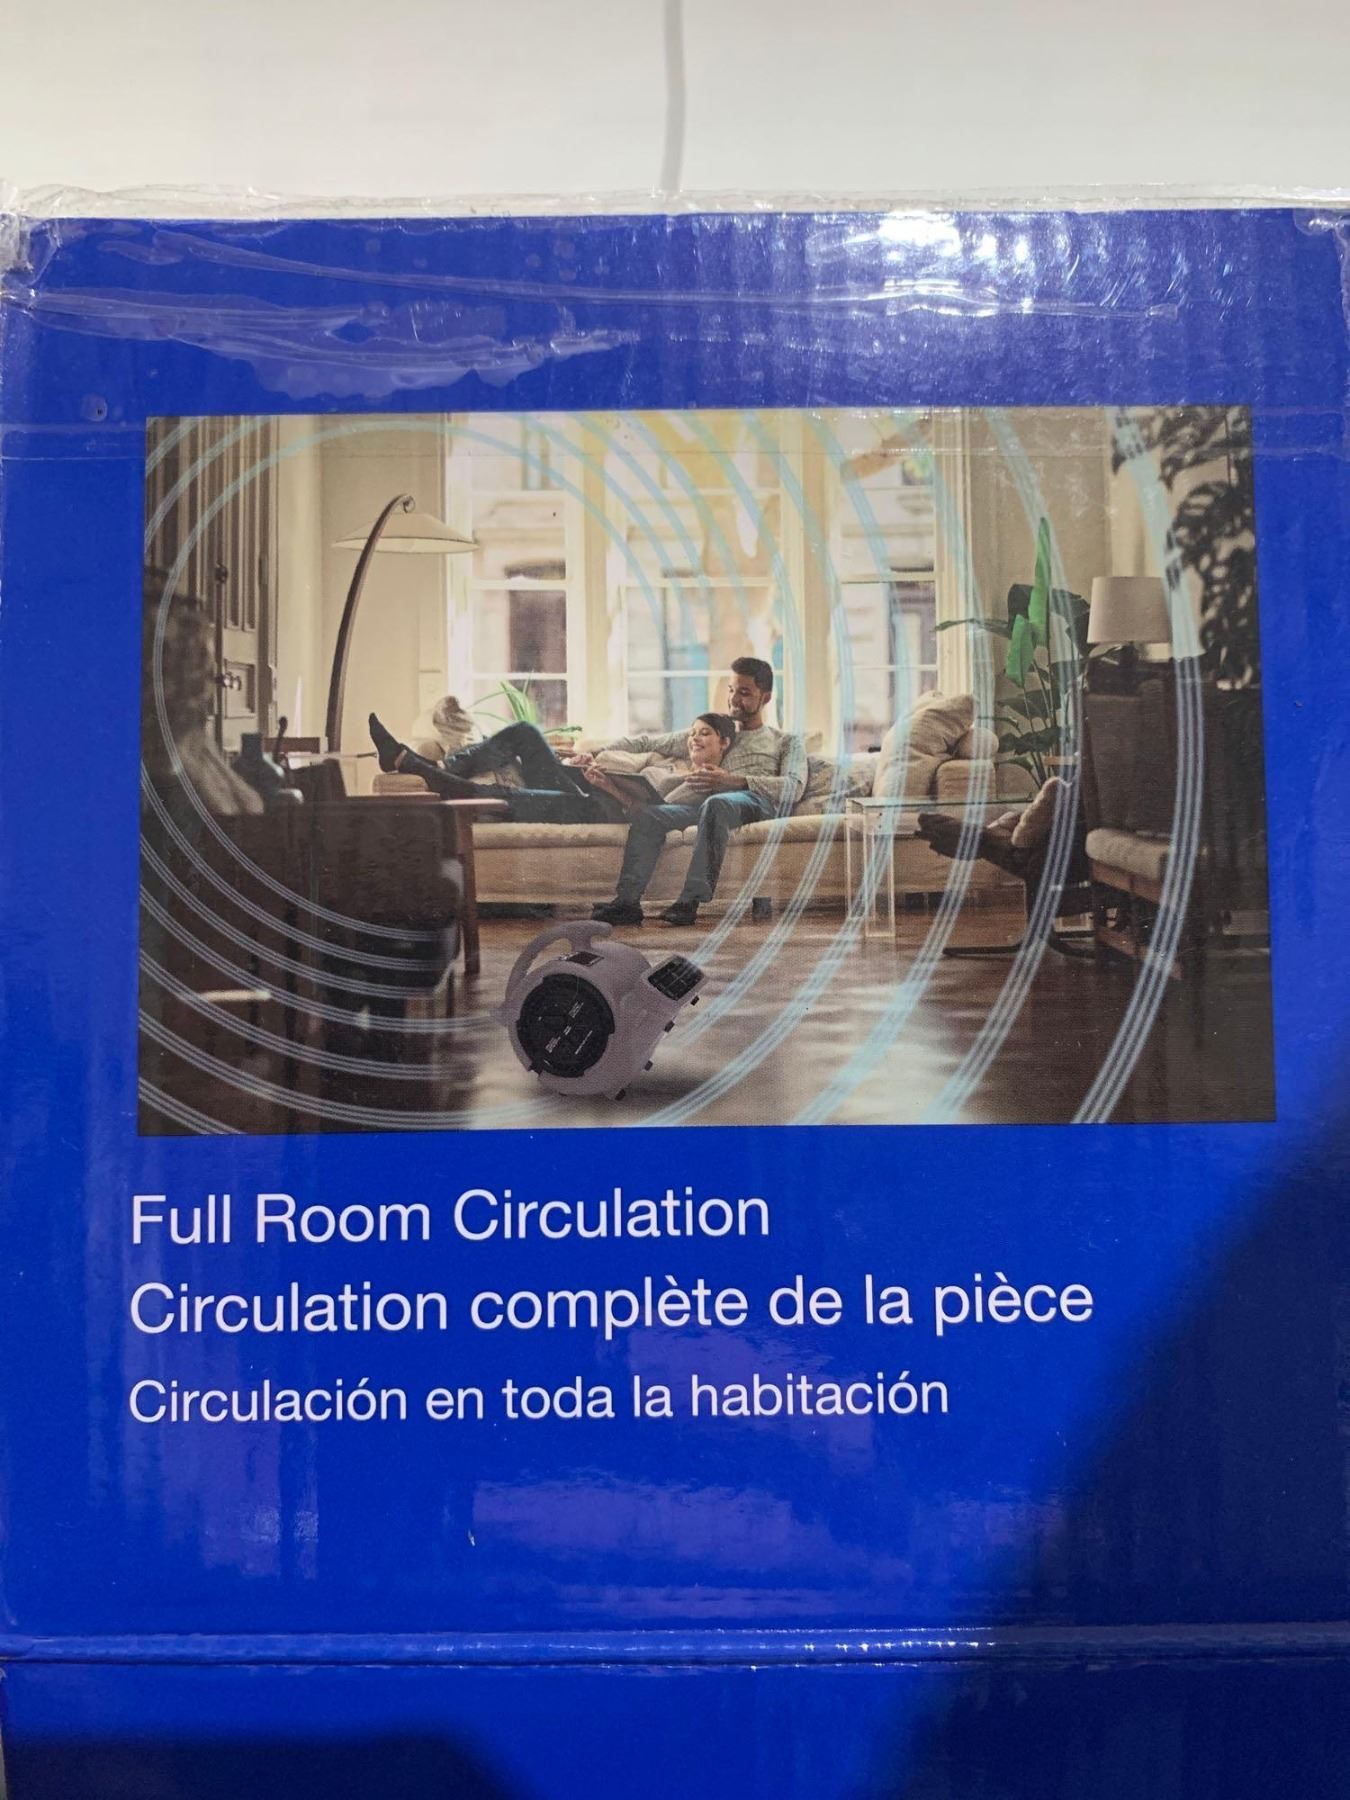 Full Room Circulation
Circulation complète de la pièce
Circulación en toda la habitación